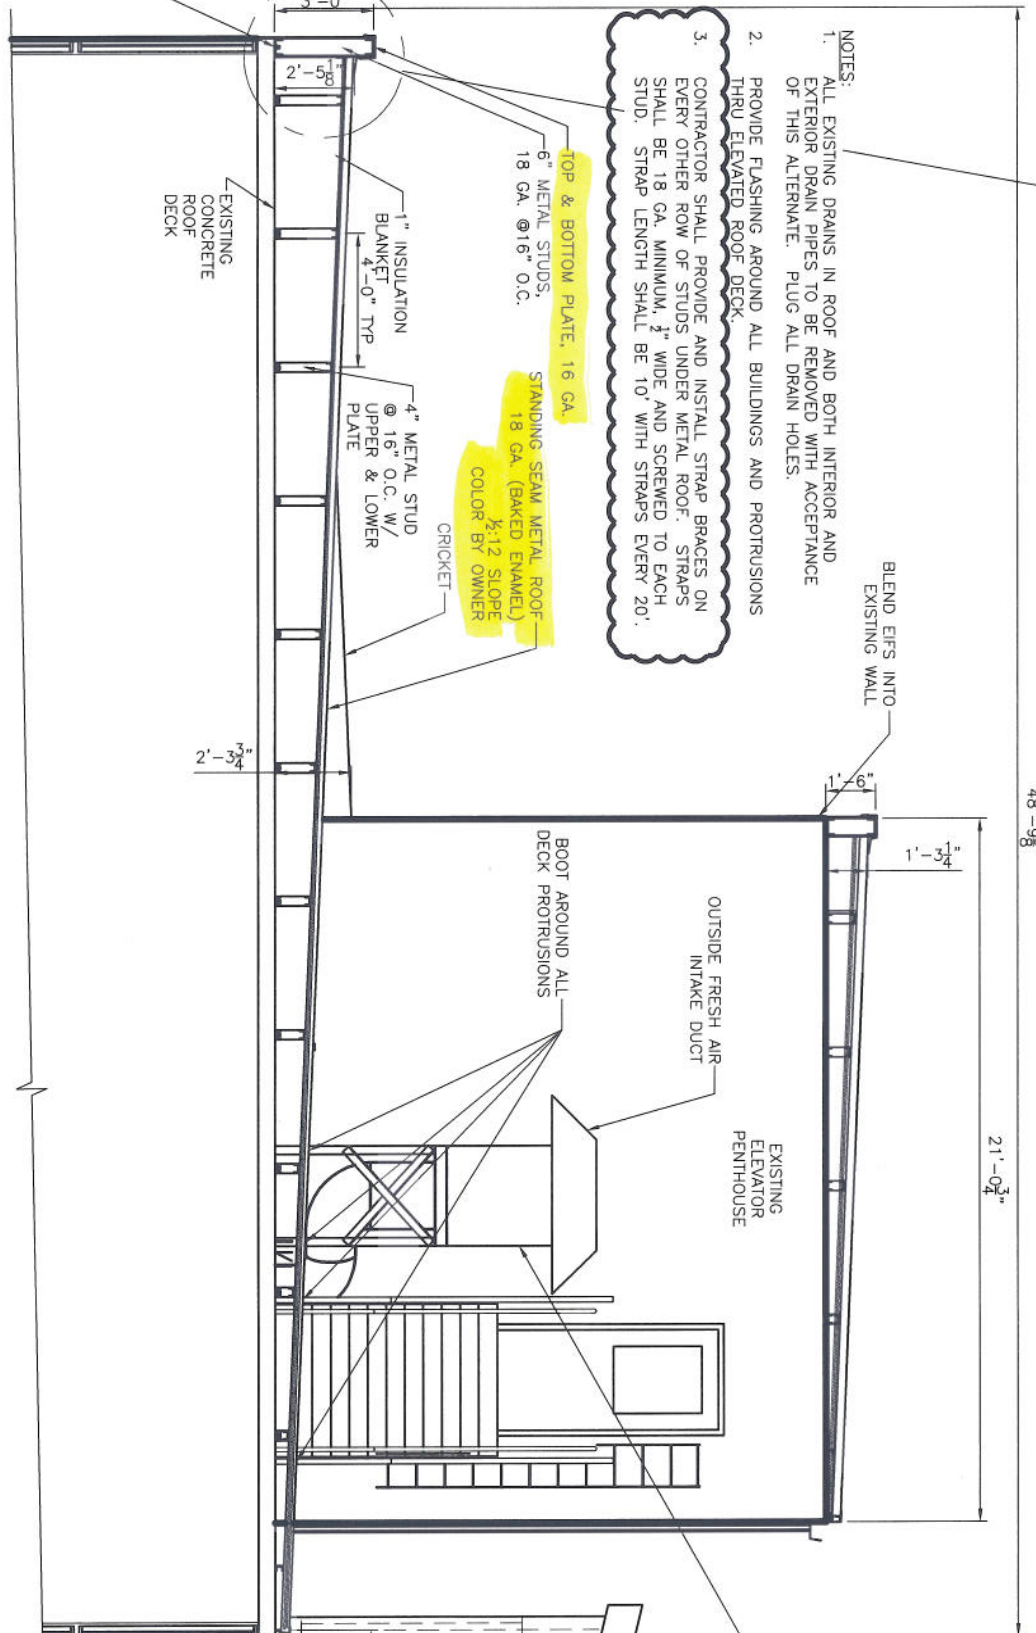 NOTES:
1. ALL EXISTING DRAINS IN ROOF AND BOTH INTERIOR AND
EXTERIOR DRAIN PIPES TO BE REMOVED WITH ACCEPTANCE
OF THIS ALTERNATE. PLUG ALL DRAIN HOLES.
2. PROVIDE FLASHING AROUND ALL BUILDINGS AND PROTRUSIONS
THRU ELEVATED ROOF DECK.
3. CONTRACTOR SHALL PROVIDE AND INSTALL STRAP BRACES ON
EVERY OTHER ROW OF STUDS UNDER METAL ROOF. STRAPS
SHALL BE 18 GA. MINIMUM, ½" WIDE AND SCREWED TO EACH
STUD. STRAP LENGTH SHALL BE 10' WITH STRAPS EVERY 20'.
TOP & BOTTOM PLATE, 16 GA.
6" METAL STUDS,
18 GA. @16" O.C.
STANDING SEAM METAL ROOF
18 GA. (BAKED ENAMEL)
½:12 SLOPE
COLOR BY OWNER
CRICKET
1" INSULATION
BLANKET
4'-0" TYP
4" METAL STUD
@ 16" O.C. W/
UPPER & LOWER
PLATE
EXISTING
CONCRETE
ROOF
DECK
3'-0"
2'-5⅛"
2'-3¾"
BLEND EIFS INTO
EXISTING WALL
1'-6"
1'-3¼"
48'-9⅝"
21'-0¾"
BOOT AROUND ALL
DECK PROTRUSIONS
OUTSIDE FRESH AIR
INTAKE DUCT
EXISTING
ELEVATOR
PENTHOUSE